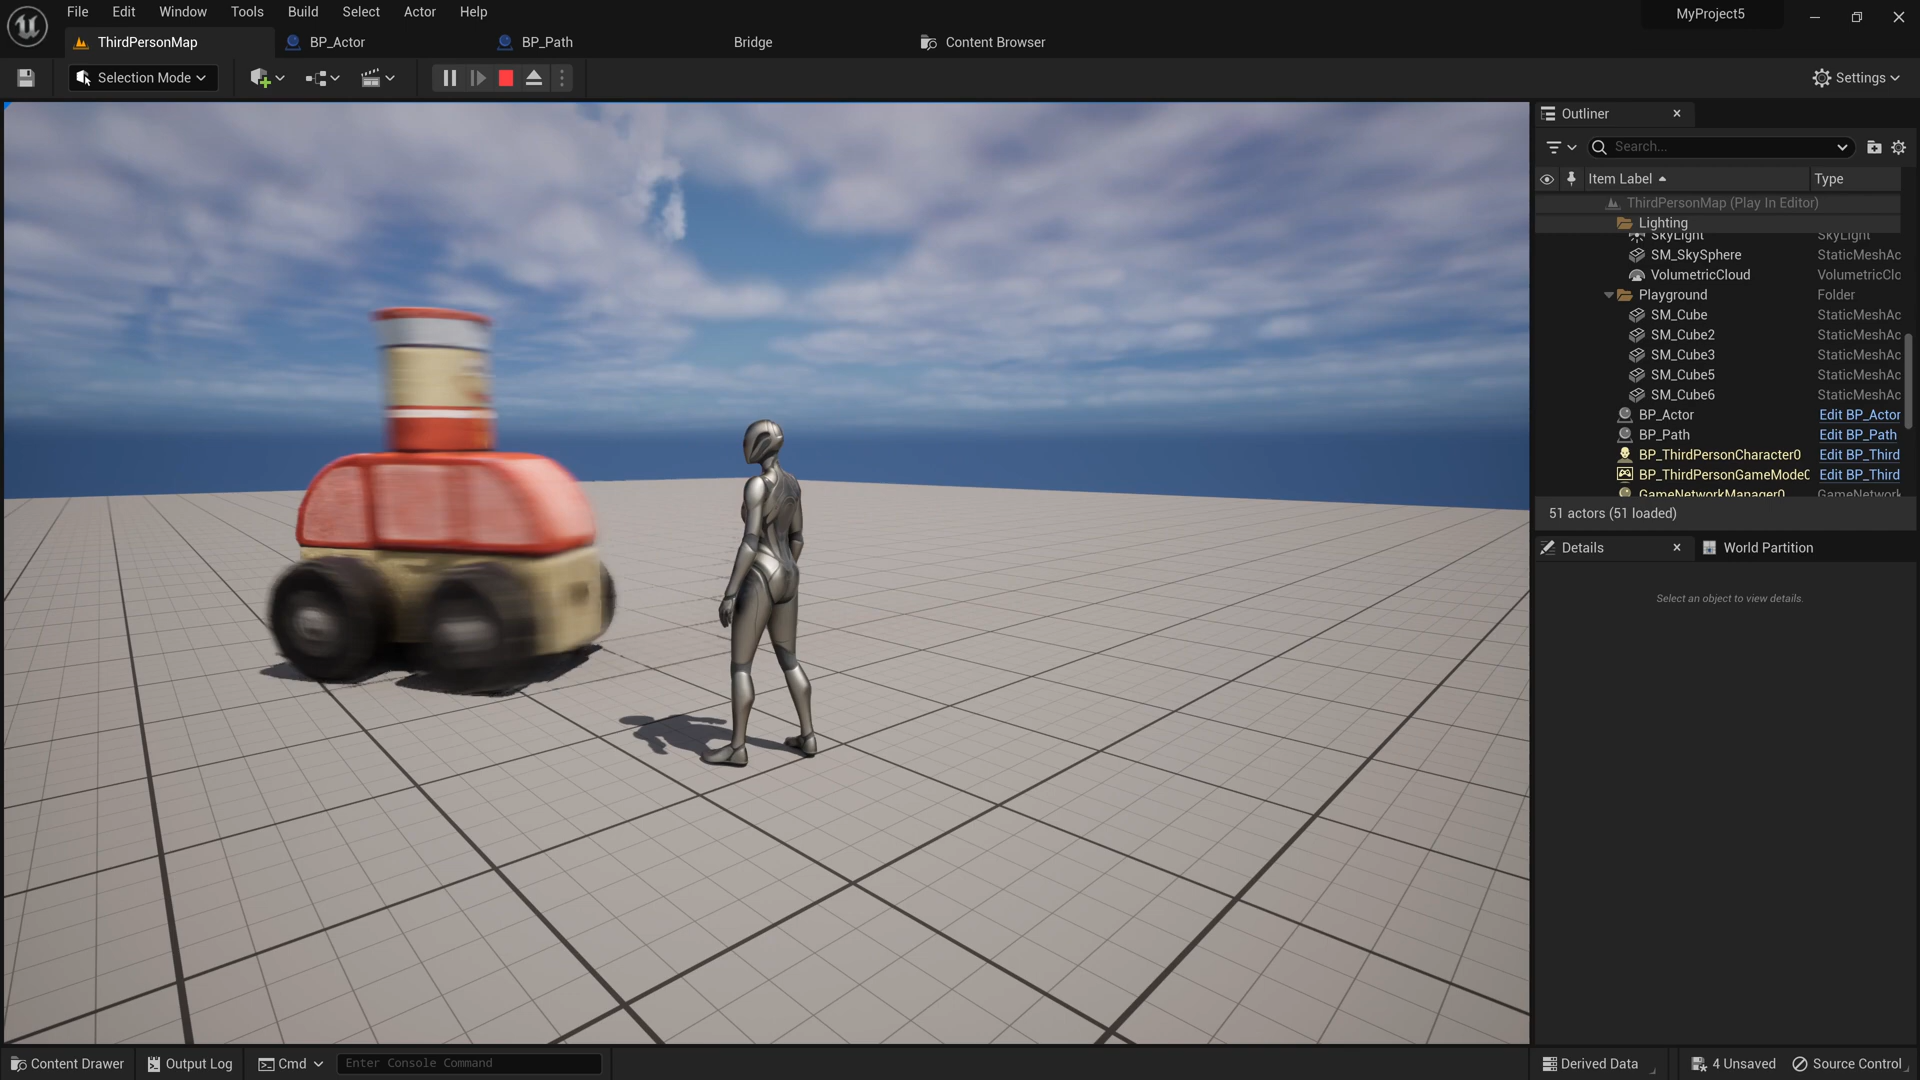 File Edit Window Tools Build Select Actor Help
MyProject5
ThirdPersonMap BP_Actor BP_Path Bridge Content Browser
Selection Mode
Settings
Outliner
Search...
Item Label Type
ThirdPersonMap (Play In Editor)
Lighting
SkyLight SkyLight
SM_SkySphere StaticMeshAc
VolumetricCloud VolumetricClo
Playground Folder
SM_Cube StaticMeshAc
SM_Cube2 StaticMeshAc
SM_Cube3 StaticMeshAc
SM_Cube5 StaticMeshAc
SM_Cube6 StaticMeshAc
BP_Actor Edit BP_Actor
BP_Path Edit BP_Path
BP_ThirdPersonCharacter0 Edit BP_Third
BP_ThirdPersonGameMode0 Edit BP_Third
GameNetworkManager0 GameNetwork
51 actors (51 loaded)
Details World Partition
Select an object to view details.
Content Drawer Output Log Cmd Enter Console Command Derived Data 4 Unsaved Source Control